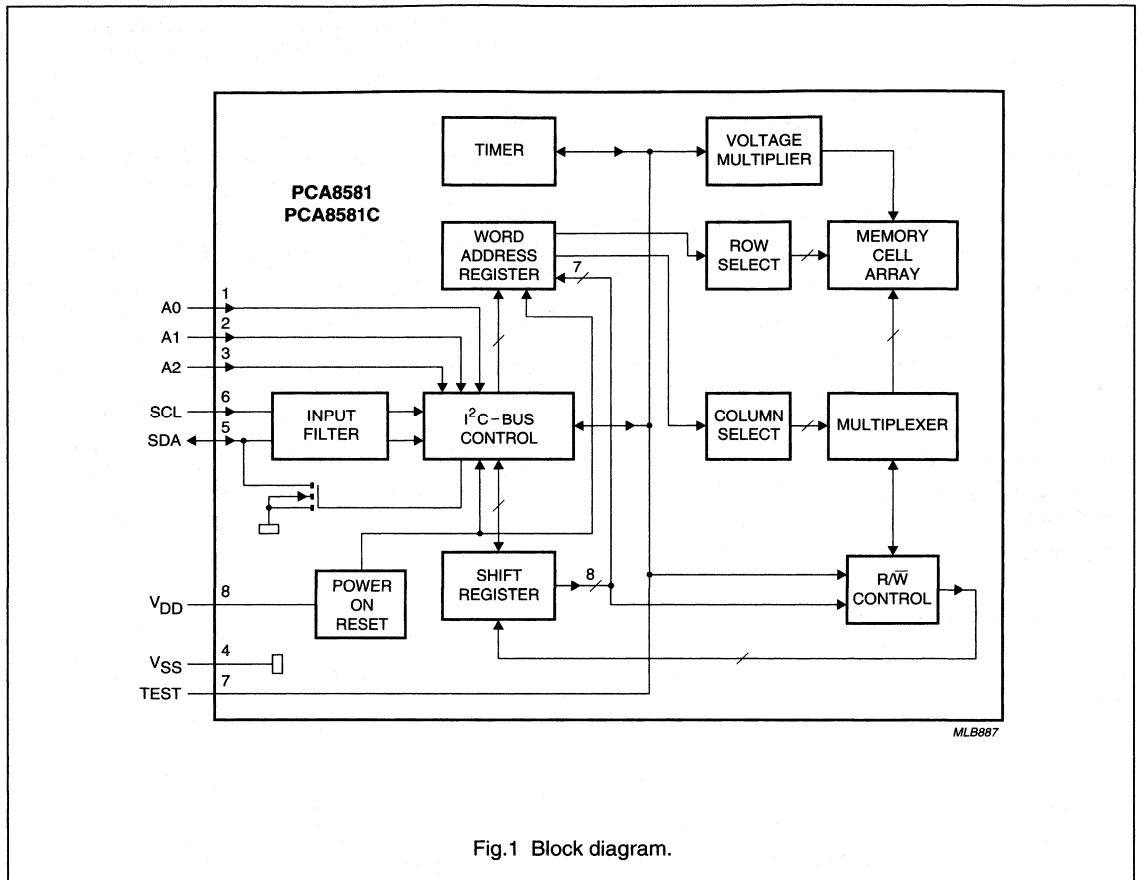 PCA8581
PCA8581C
TIMER
VOLTAGE
MULTIPLIER
WORD
ADDRESS
REGISTER
7
ROW
SELECT
MEMORY
CELL
ARRAY
A0
1
A1
2
A2
3
SCL
6
SDA
5
INPUT
FILTER
I²C-BUS
CONTROL
COLUMN
SELECT
MULTIPLEXER
POWER
ON
RESET
SHIFT
REGISTER
8
R/W̅
CONTROL
V_DD
8
V_SS
4
TEST
7
MLB887
Fig.1 Block diagram.